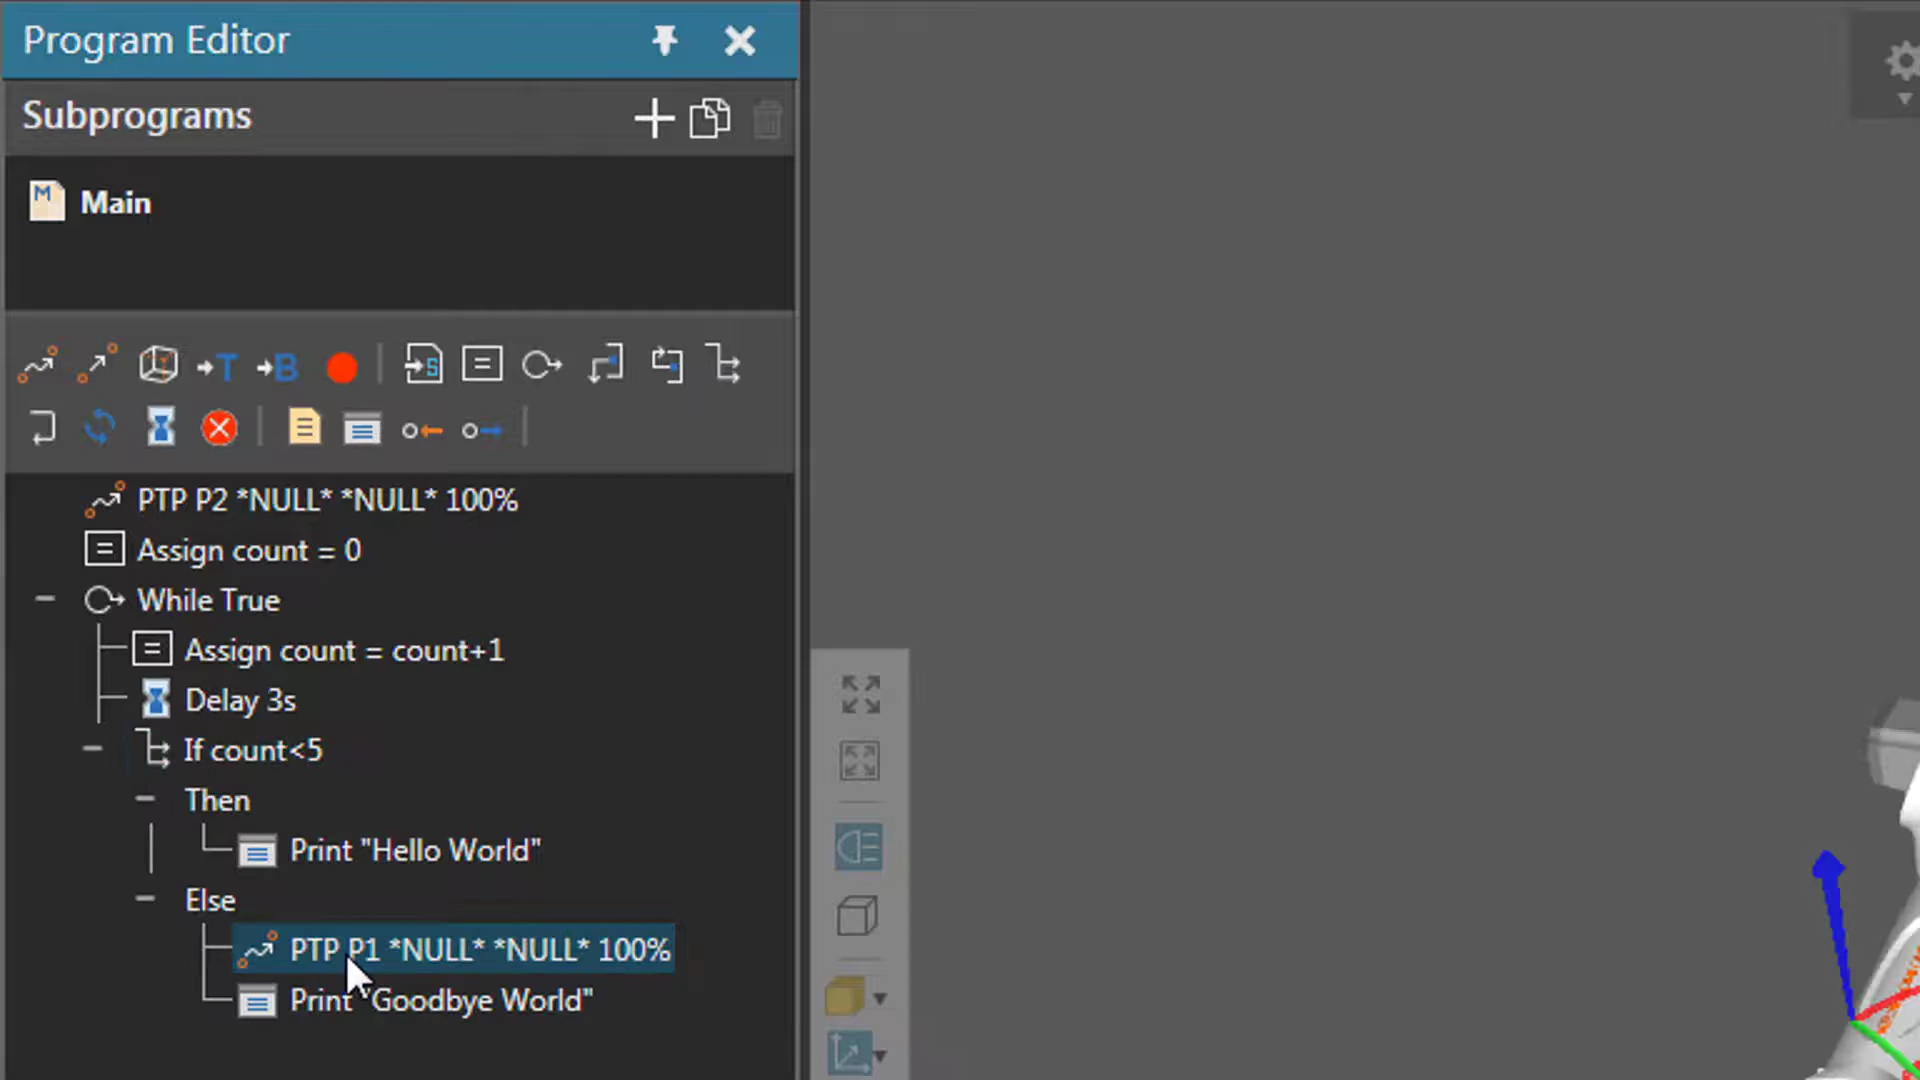 Program Editor
Subprograms
M Main
T B S
PTP P2 *NULL* *NULL* 100%
Assign count = 0
While True
Assign count = count+1
Delay 3s
If count<5
Then
Print "Hello World"
Else
PTP P1 *NULL* *NULL* 100%
Print "Goodbye World"